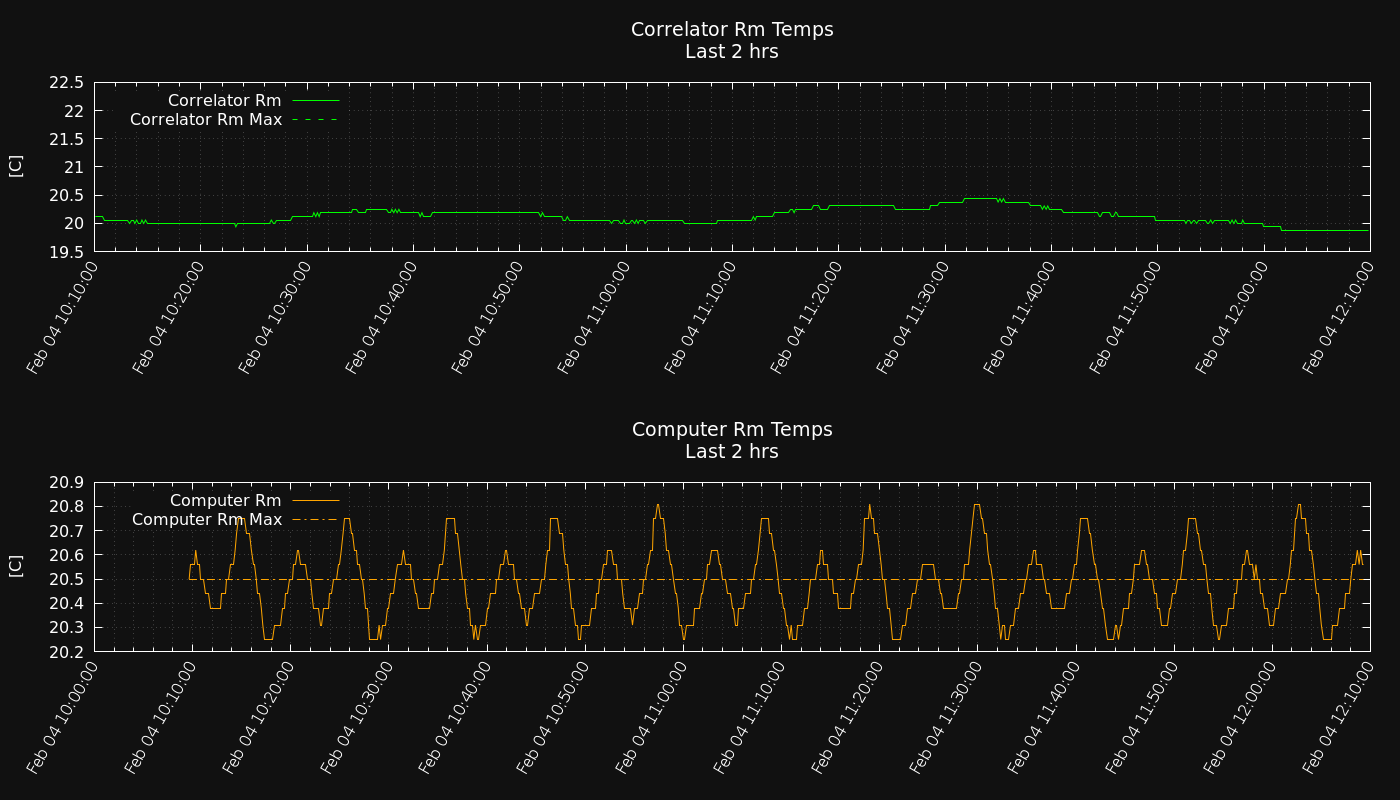 Correlator Rm Temps
Last 2 hrs
22.5
22
21.5
21
20.5
20
19.5
[C]
Correlator Rm
Correlator Rm Max
Feb 04 10:10:00
Feb 04 10:20:00
Feb 04 10:30:00
Feb 04 10:40:00
Feb 04 10:50:00
Feb 04 11:00:00
Feb 04 11:10:00
Feb 04 11:20:00
Feb 04 11:30:00
Feb 04 11:40:00
Feb 04 11:50:00
Feb 04 12:00:00
Feb 04 12:10:00
Computer Rm Temps
Last 2 hrs
20.9
20.8
20.7
20.6
20.5
20.4
20.3
20.2
[C]
Computer Rm
Computer Rm Max
Feb 04 10:00:00
Feb 04 10:10:00
Feb 04 10:20:00
Feb 04 10:30:00
Feb 04 10:40:00
Feb 04 10:50:00
Feb 04 11:00:00
Feb 04 11:10:00
Feb 04 11:20:00
Feb 04 11:30:00
Feb 04 11:40:00
Feb 04 11:50:00
Feb 04 12:00:00
Feb 04 12:10:00